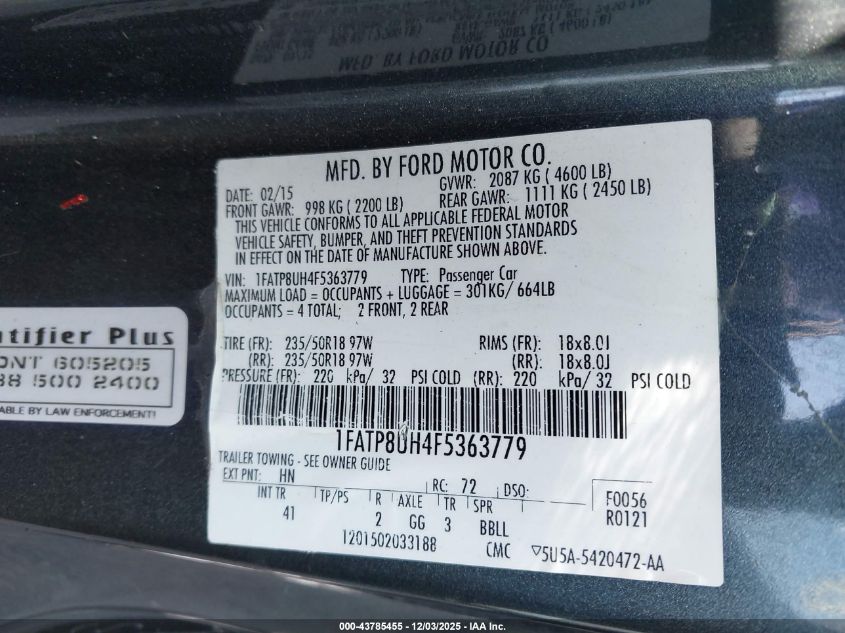 MFD. BY FORD MOTOR CO
2087 KG (4600 LB)
MFD. BY FORD MOTOR CO.
DATE: 02/15 GVWR: 2087 KG ( 4600 LB)
FRONT GAWR: 998 KG ( 2200 LB) REAR GAWR: 1111 KG ( 2450 LB)
THIS VEHICLE CONFORMS TO ALL APPLICABLE FEDERAL MOTOR
VEHICLE SAFETY, BUMPER, AND THEFT PREVENTION STANDARDS
IN EFFECT ON THE DATE OF MANUFACTURE SHOWN ABOVE.
VIN: 1FATP8UH4F5363779 TYPE: Passenger Car
MAXIMUM LOAD = OCCUPANTS + LUGGAGE = 301KG/ 664LB
OCCUPANTS = 4 TOTAL; 2 FRONT, 2 REAR
TIRE (FR): 235/50R18 97W RIMS (FR): 18x8.0J
(RR): 235/50R18 97W (RR): 18x8.0J
PRESSURE (FR): 220 kPa/ 32 PSI COLD (RR): 220 kPa/ 32 PSI COLD
1FATP8UH4F5363779
TRAILER TOWING - SEE OWNER GUIDE
EXT PNT: HN RC: 72 DSO:
INT TR TP/PS R AXLE TR SPR
41 2 GG 3 BBLL
1201502033188 CMC
F0056
R0121
▽5U5A-5420472-AA
ntifier Plus
ONT 605205
88 500 2400
ABLE BY LAW ENFORCEMENT!
000-43785455 - 12/03/2025 - IAA Inc.